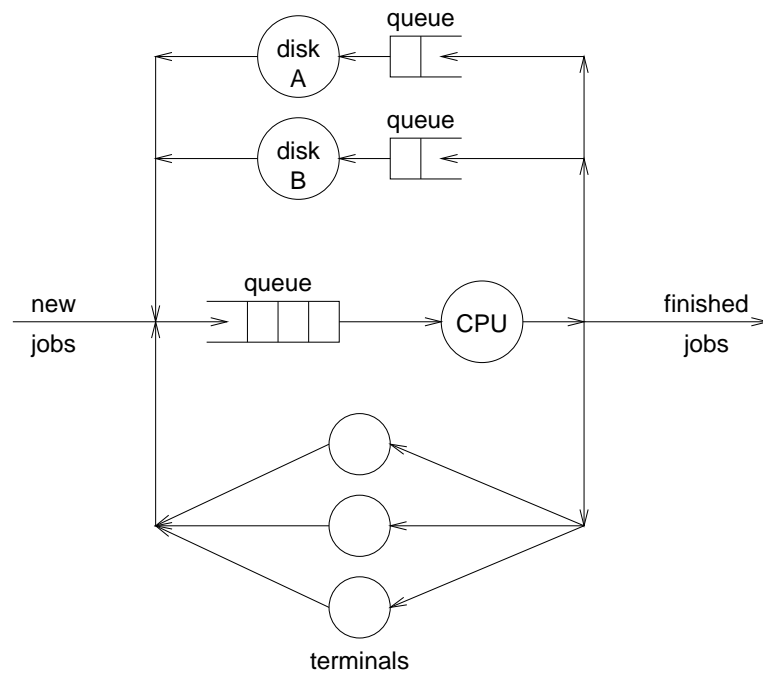 queue
disk
A
queue
disk
B
queue
new
jobs
CPU
finished
jobs
terminals